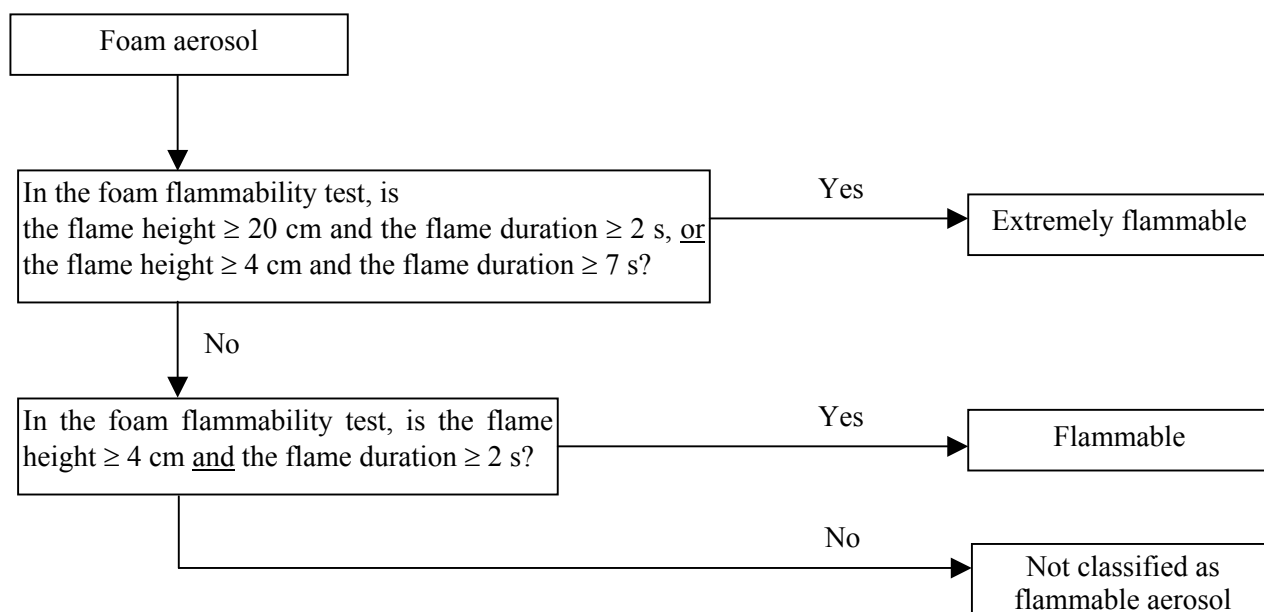 Foam aerosol
In the foam flammability test, is
the flame height ≥ 20 cm and the flame duration ≥ 2 s, or
the flame height ≥ 4 cm and the flame duration ≥ 7 s?
Yes
Extremely flammable
No
In the foam flammability test, is the flame
height ≥ 4 cm and the flame duration ≥ 2 s?
Yes
Flammable
No
Not classified as
flammable aerosol